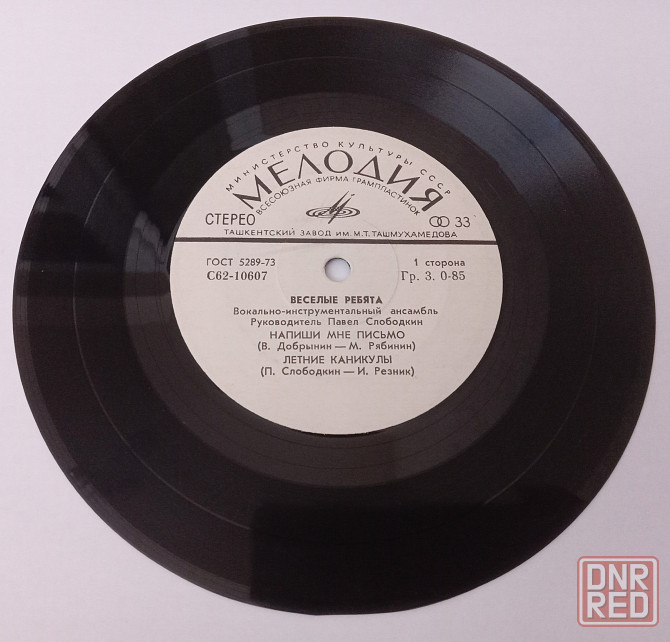 МИНИСТЕРСТВО КУЛЬТУРЫ СССР
МЕЛОДИЯ
ВСЕСОЮЗНАЯ ФИРМА ГРАМПЛАСТИНОК
СТЕРЕО 33
ТАШКЕНТСКИЙ ЗАВОД ИМ. М.Т. ТАШМУХАМЕДОВА
ГОСТ 5289-73 1 сторона
С62-10607 Гр. 3. 0-85
ВЕСЕЛЫЕ РЕБЯТА
Вокально-инструментальный ансамбль
Руководитель Павел Слободкин
НАПИШИ МНЕ ПИСЬМО
(В. Добрынин — М. Рябинин)
ЛЕТНИЕ КАНИКУЛЫ
(П. Слободкин — И. Резник)
DNR
RED